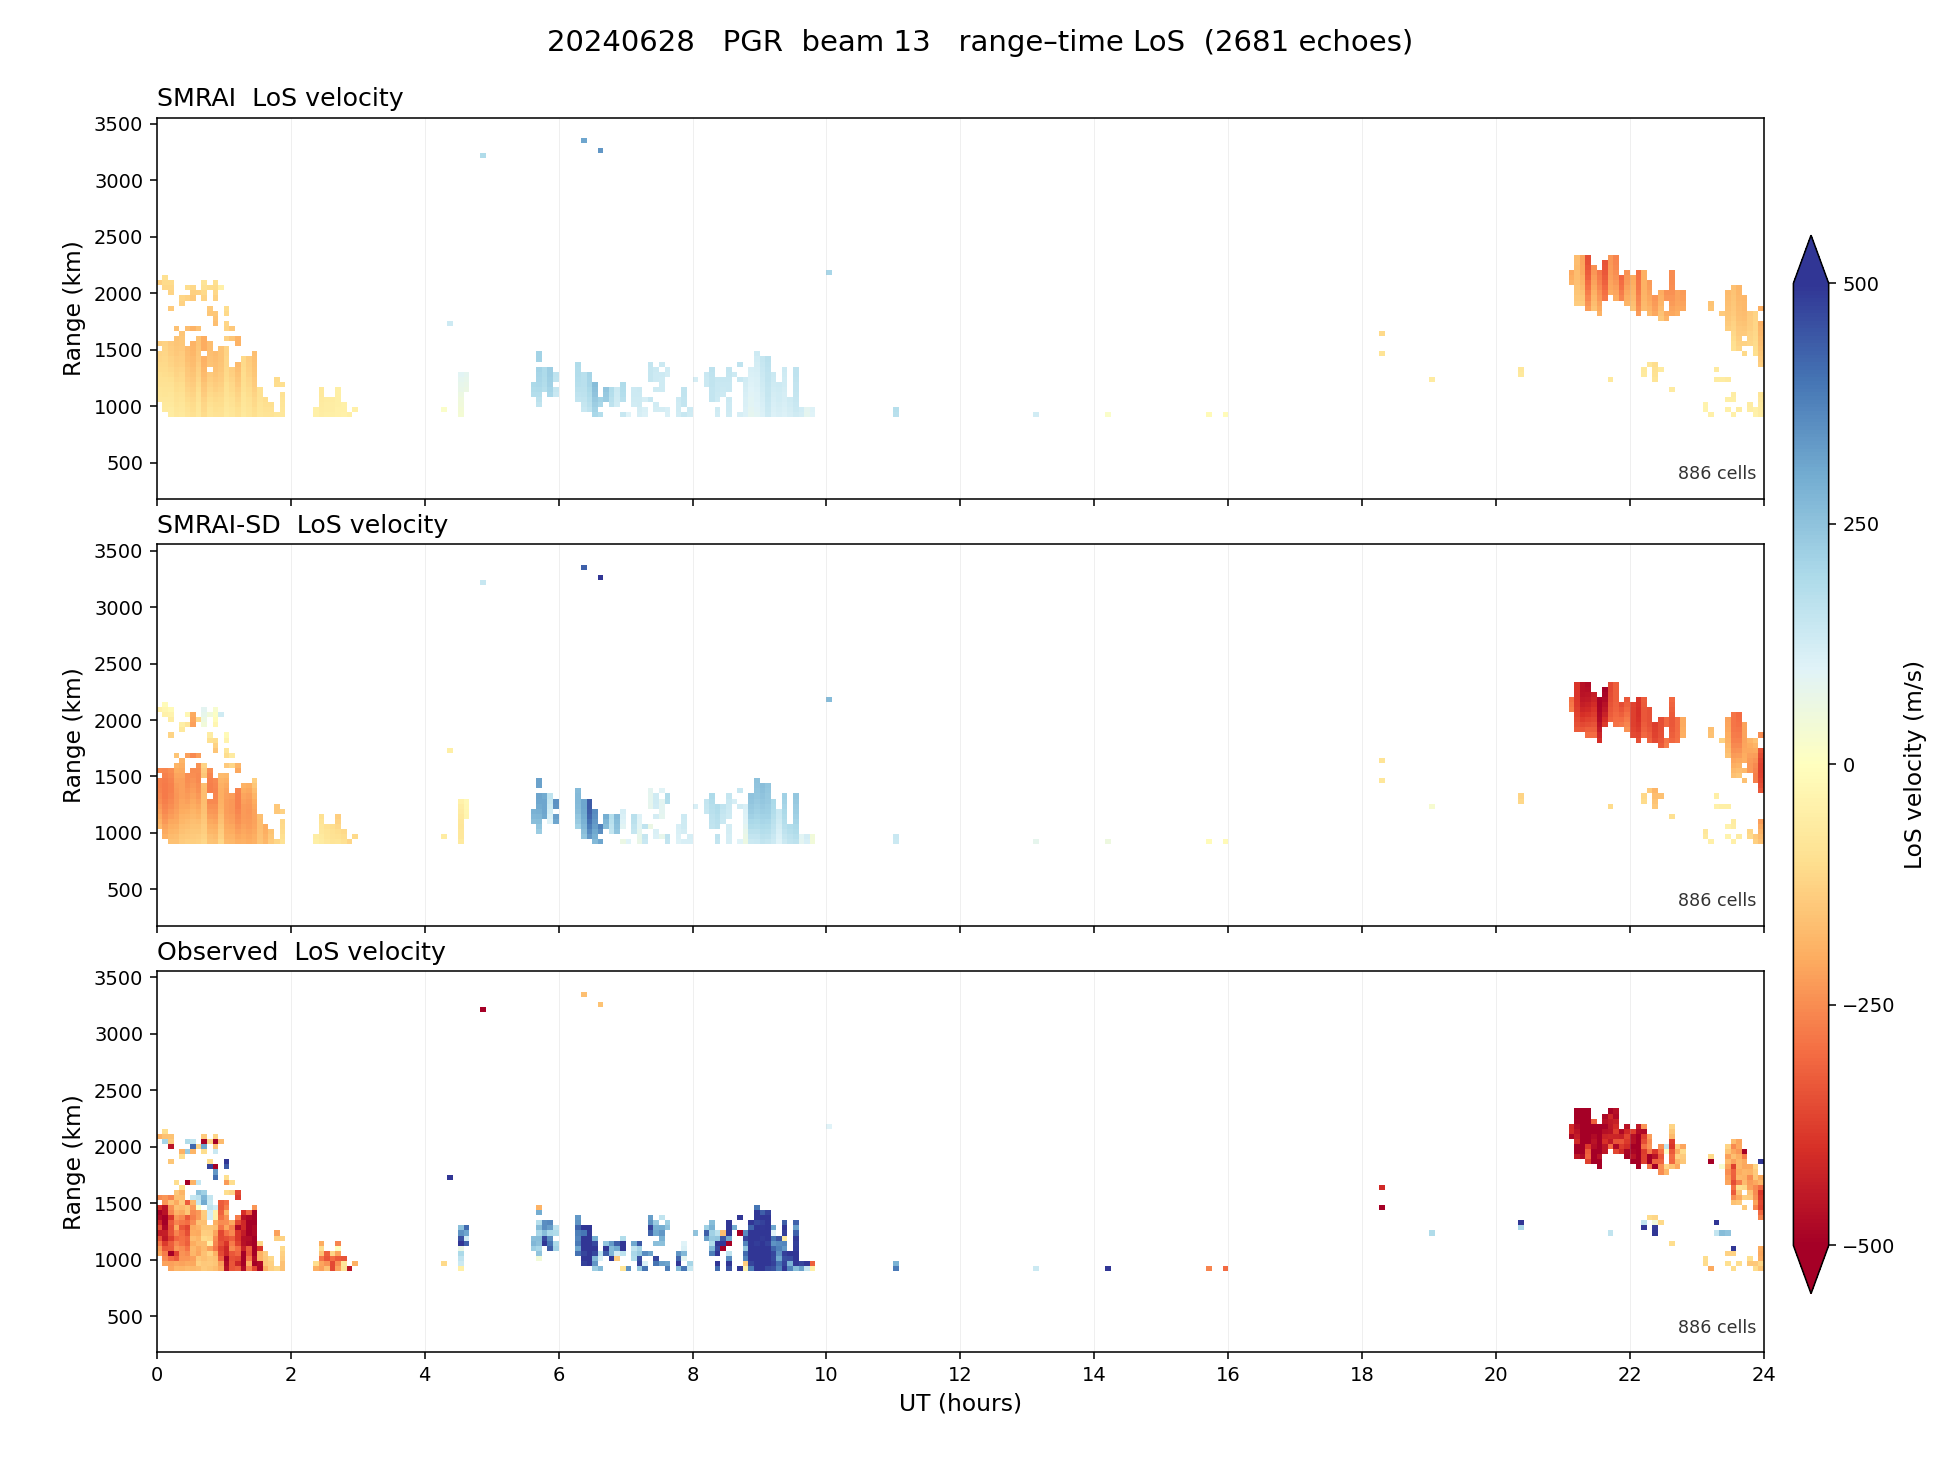 20240628   PGR  beam 13   range–time LoS  (2681 echoes)
SMRAI  LoS velocity
3500
3000
2500
2000
1500
1000
500
Range (km)
886 cells
SMRAI-SD  LoS velocity
3500
3000
2500
2000
1500
1000
500
Range (km)
886 cells
Observed  LoS velocity
3500
3000
2500
2000
1500
1000
500
Range (km)
886 cells
0 2 4 6 8 10 12 14 16 18 20 22 24
UT (hours)
500
250
0
−250
−500
LoS velocity (m/s)